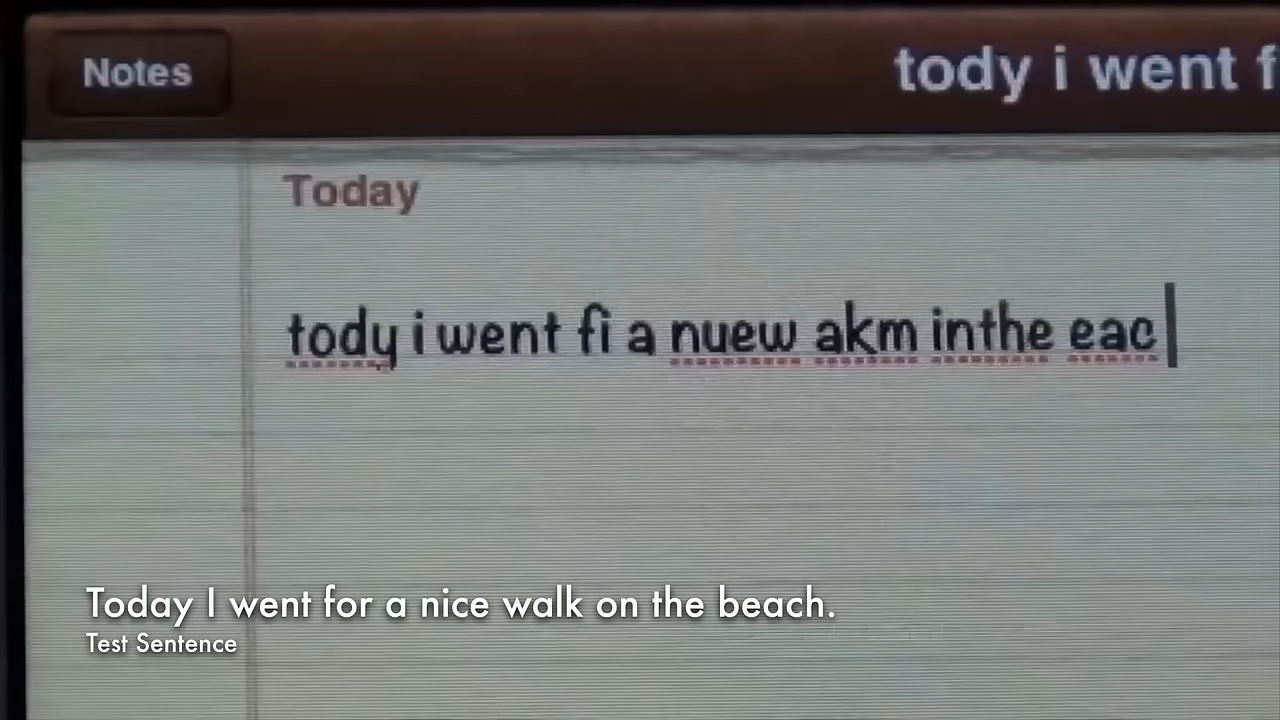 Notes
tody i went f
Today
tody i went fi a nuew akm inthe eac
Today I went for a nice walk on the beach.
Test Sentence